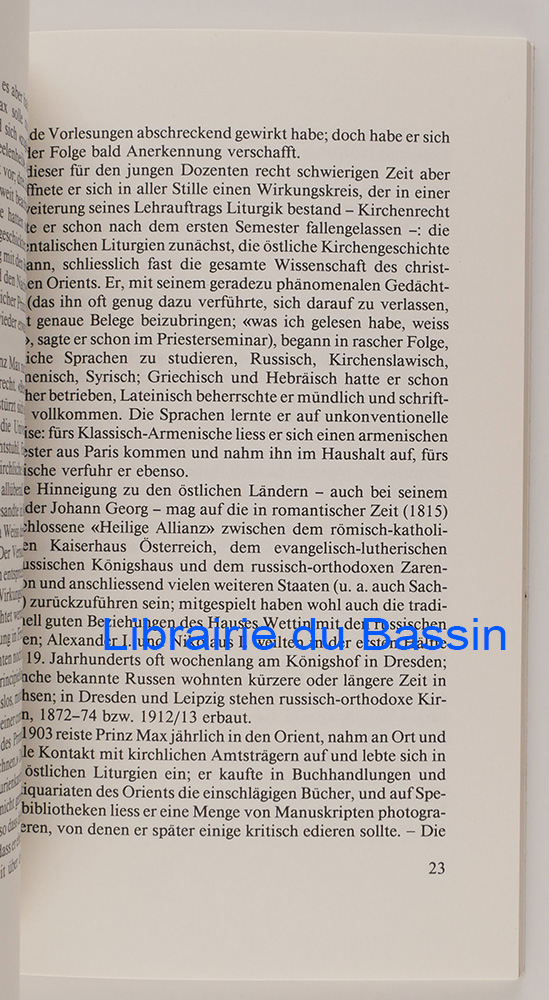 de Vorlesungen abschreckend gewirkt habe; doch habe er sich
der Folge bald Anerkennung verschafft.
dieser für den jungen Dozenten recht schwierigen Zeit aber
ffnete er sich in aller Stille einen Wirkungskreis, der in einer
weiterung seines Lehrauftrags Liturgik bestand – Kirchenrecht
te er schon nach dem ersten Semester fallengelassen –: die
entalischen Liturgien zunächst, die östliche Kirchengeschichte
ann, schliesslich fast die gesamte Wissenschaft des christ-
en Orients. Er, mit seinem geradezu phänomenalen Gedächt-
(das ihn oft genug dazu verführte, sich darauf zu verlassen,
t genaue Belege beizubringen; «was ich gelesen habe, weiss
», sagte er schon im Priesterseminar), begann in rascher Folge,
liche Sprachen zu studieren, Russisch, Kirchenslawisch,
menisch, Syrisch; Griechisch und Hebräisch hatte er schon
her betrieben, Lateinisch beherrschte er mündlich und schrift-
vollkommen. Die Sprachen lernte er auf unkonventionelle
ise: fürs Klassisch-Armenische liess er sich einen armenischen
ester aus Paris kommen und nahm ihn im Haushalt auf, fürs
ische verfuhr er ebenso.
e Hinneigung zu den östlichen Ländern – auch bei seinem
der Johann Georg – mag auf die in romantischer Zeit (1815)
chlossene «Heilige Allianz» zwischen dem römisch-katholi-
en Kaiserhaus Österreich, dem evangelisch-lutherischen
ussischen Königshaus und dem russisch-orthodoxen Zaren-
on und anschliessend vielen weiteren Staaten (u. a. auch Sach-
) zurückzuführen sein; mitgespielt haben wohl auch die tradi-
nell guten Beziehungen des Hauses Wettin mit der russischen
en; Alexander I. und Nikolaus I. weilten in der ersten Hälfte
19. Jahrhunderts oft wochenlang am Königshof in Dresden;
nche bekannte Russen wohnten kürzere oder längere Zeit in
hsen; in Dresden und Leipzig stehen russisch-orthodoxe Kir-
n, 1872–74 bzw. 1912/13 erbaut.
1903 reiste Prinz Max jährlich in den Orient, nahm an Ort und
le Kontakt mit kirchlichen Amtsträgern auf und lebte sich in
östlichen Liturgien ein; er kaufte in Buchhandlungen und
iquariaten des Orients die einschlägigen Bücher, und auf Spe-
bibliotheken liess er eine Menge von Manuskripten photogra-
eren, von denen er später einige kritisch edieren sollte. – Die
23
Librairie du Bassin